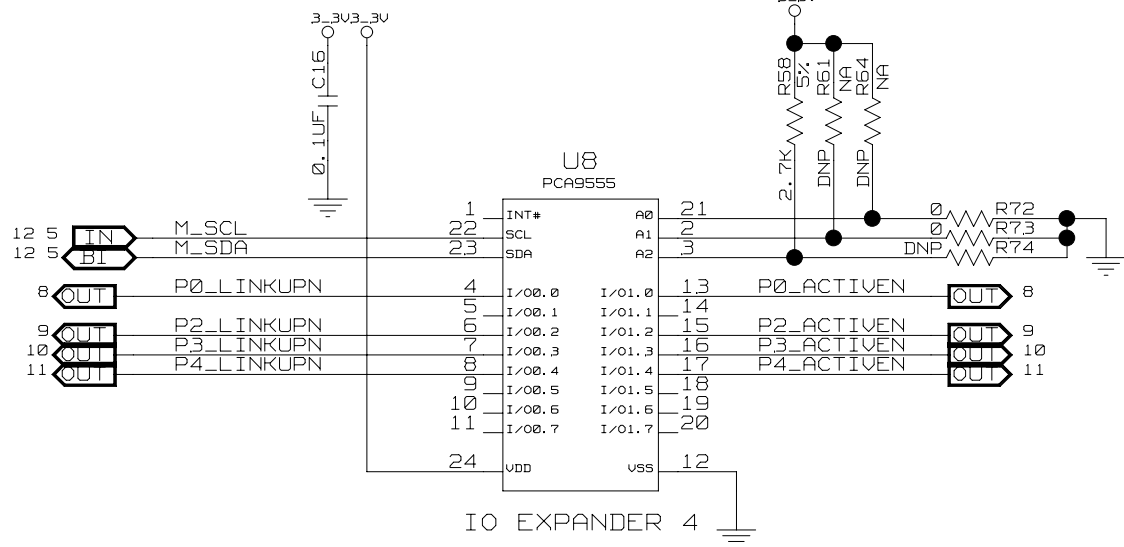 3_3V 3_3V
C16
0.1UF
R58
5%
2.7K
R61
NA
DNP
R64
NA
DNP
U8
PCA9555
1 INT# A0 21 0 R72
12 5 IN M_SCL 22 SCL A1 2 0 R73
12 5 BI M_SDA 23 SDA A2 3 DNP R74
8 OUT P0_LINKUPN 4 I/O0.0 I/O1.0 13 P0_ACTIVEN OUT 8
5 I/O0.1 I/O1.1 14
9 OUT P2_LINKUPN 6 I/O0.2 I/O1.2 15 P2_ACTIVEN OUT 9
10 OUT P3_LINKUPN 7 I/O0.3 I/O1.3 16 P3_ACTIVEN OUT 10
11 OUT P4_LINKUPN 8 I/O0.4 I/O1.4 17 P4_ACTIVEN OUT 11
9 I/O0.5 I/O1.5 18
10 I/O0.6 I/O1.6 19
11 I/O0.7 I/O1.7 20
24 VDD VSS 12
IO EXPANDER 4